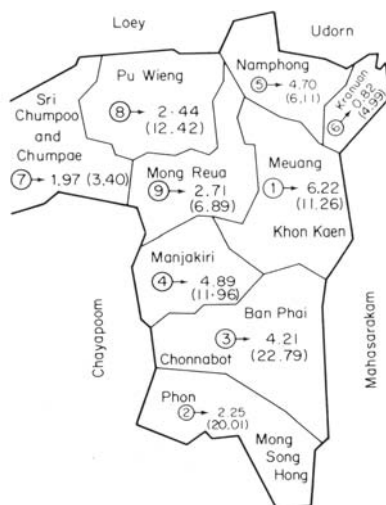 Loey
Udorn
Pu Wieng
⑧→ 2.44
(12.42)
Namphong
⑤→ 4.70
(6.11)
Kranuan
⑥→ 0.82
(4.99)
Sri
Chumpoo
and
Chumpae
⑦→ 1.97 (3.40)
Mong Reua
⑨→ 2.71
(6.89)
Meuang
①→ 6.22
(11.26)
Khon Kaen
Manjakiri
④→ 4.89
(11.96)
Ban Phai
③→ 4.21
(22.79)
Chonnabot
Chayapoom
Mahasarakam
Phon
②→ 2.25
(20.01)
Mong
Song
Hong